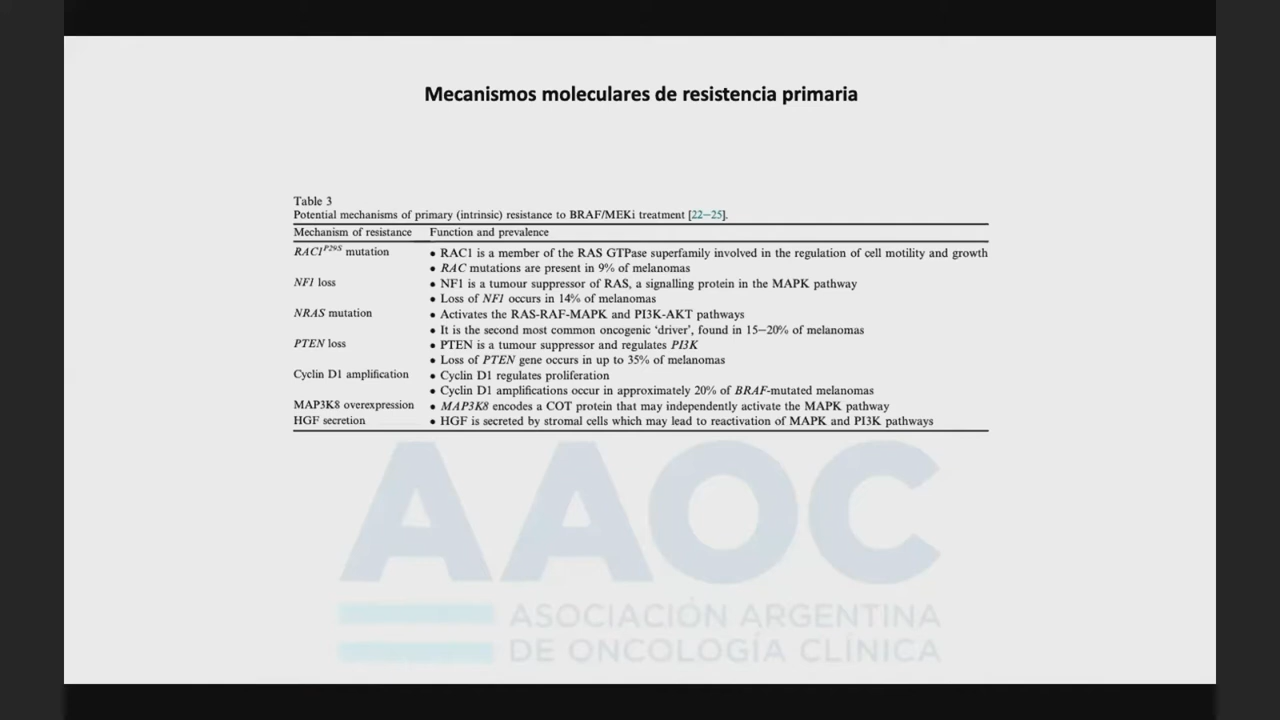 Mecanismos moleculares de resistencia primaria
Table 3
Potential mechanisms of primary (intrinsic) resistance to BRAF/MEKi treatment [22–25].
Mechanism of resistance Function and prevalence
RAC1P29S mutation • RAC1 is a member of the RAS GTPase superfamily involved in the regulation of cell motility and growth
• RAC mutations are present in 9% of melanomas
NF1 loss • NF1 is a tumour suppressor of RAS, a signalling protein in the MAPK pathway
• Loss of NF1 occurs in 14% of melanomas
NRAS mutation • Activates the RAS-RAF-MAPK and PI3K-AKT pathways
• It is the second most common oncogenic ‘driver’, found in 15–20% of melanomas
PTEN loss • PTEN is a tumour suppressor and regulates PI3K
• Loss of PTEN gene occurs in up to 35% of melanomas
Cyclin D1 amplification • Cyclin D1 regulates proliferation
• Cyclin D1 amplifications occur in approximately 20% of BRAF-mutated melanomas
MAP3K8 overexpression • MAP3K8 encodes a COT protein that may independently activate the MAPK pathway
HGF secretion • HGF is secreted by stromal cells which may lead to reactivation of MAPK and PI3K pathways
AAOC
ASOCIACIÓN ARGENTINA
DE ONCOLOGÍA CLÍNICA